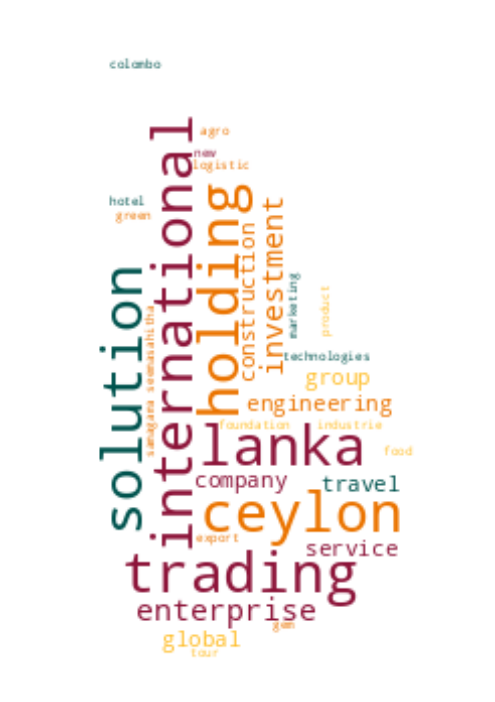 colombo
agro
new
logistic
international
holding
hotel
green
investment
construction
solution
marketing
product
samagara seemasahitha
technologies
group
engineering
foundation
industrie
lanka
food
company
travel
ceylon
export
service
trading
enterprise
gem
global
tour